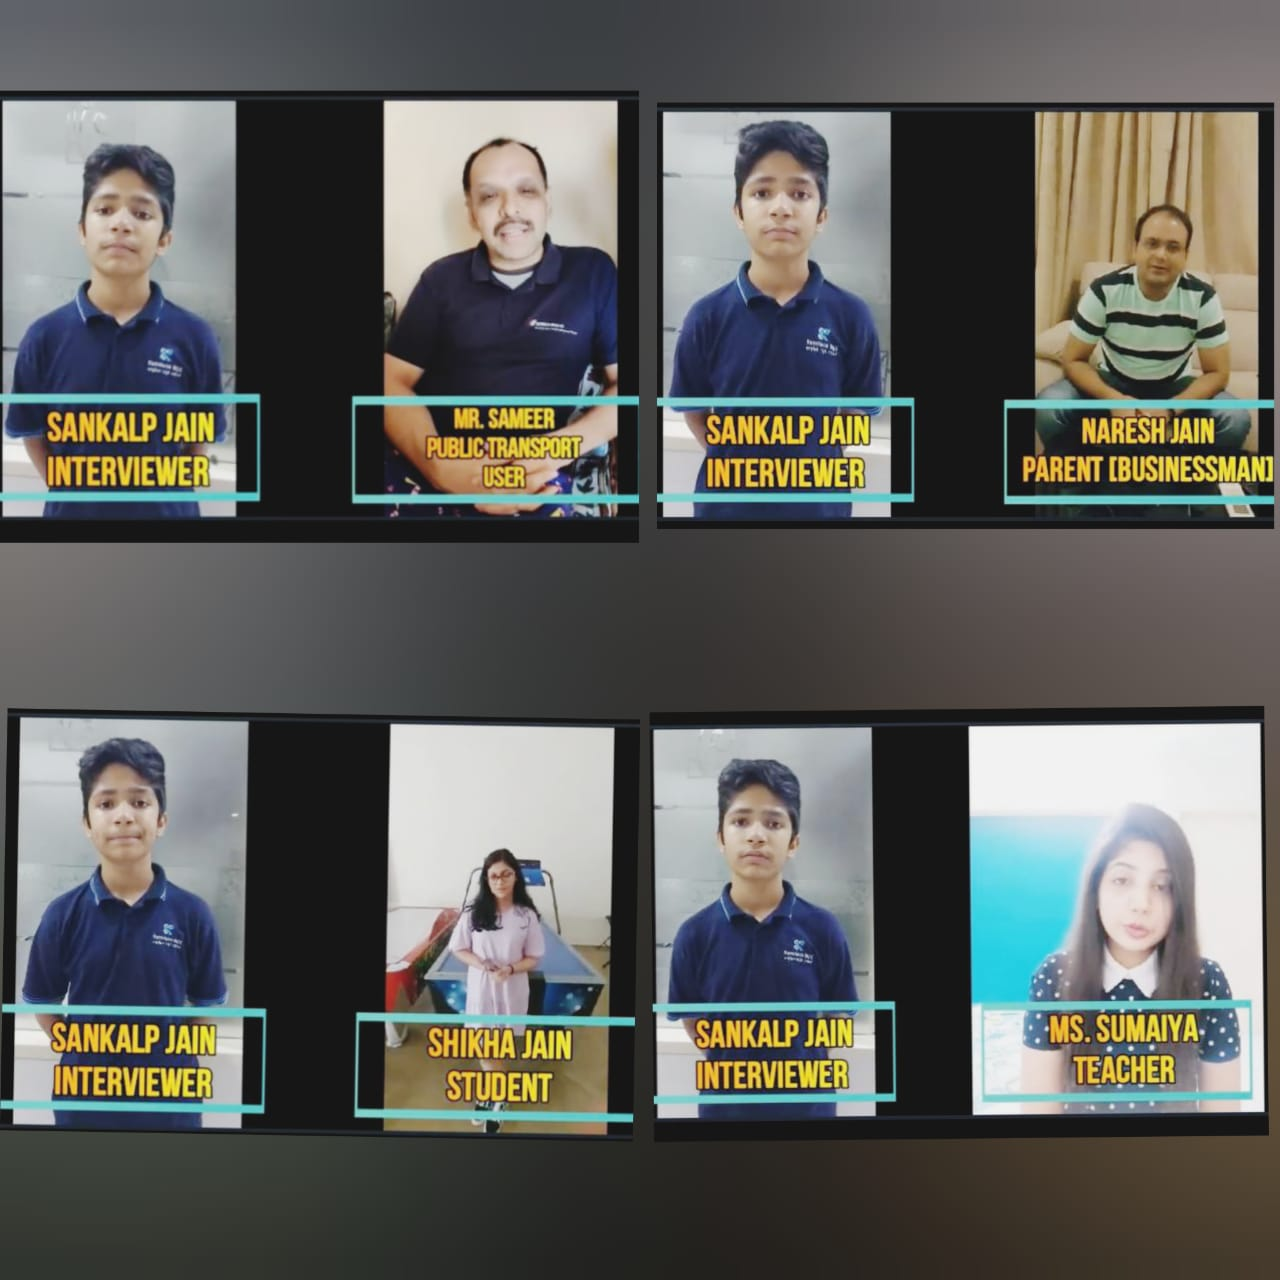 SANKALP JAIN
INTERVIEWER
MR. SAMEER
PUBLIC TRANSPORT
USER
SANKALP JAIN
INTERVIEWER
NARESH JAIN
PARENT [BUSINESSMAN]
SANKALP JAIN
INTERVIEWER
SHIKHA JAIN
STUDENT
SANKALP JAIN
INTERVIEWER
MS. SUMAIYA
TEACHER